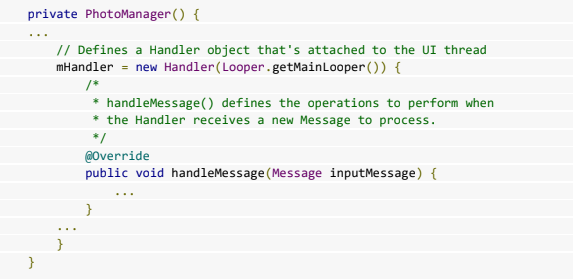 private PhotoManager() {
...
    // Defines a Handler object that's attached to the UI thread
    mHandler = new Handler(Looper.getMainLooper()) {
        /*
         * handleMessage() defines the operations to perform when
         * the Handler receives a new Message to process.
         */
        @Override
        public void handleMessage(Message inputMessage) {
            ...
        }
    ...
    }
}